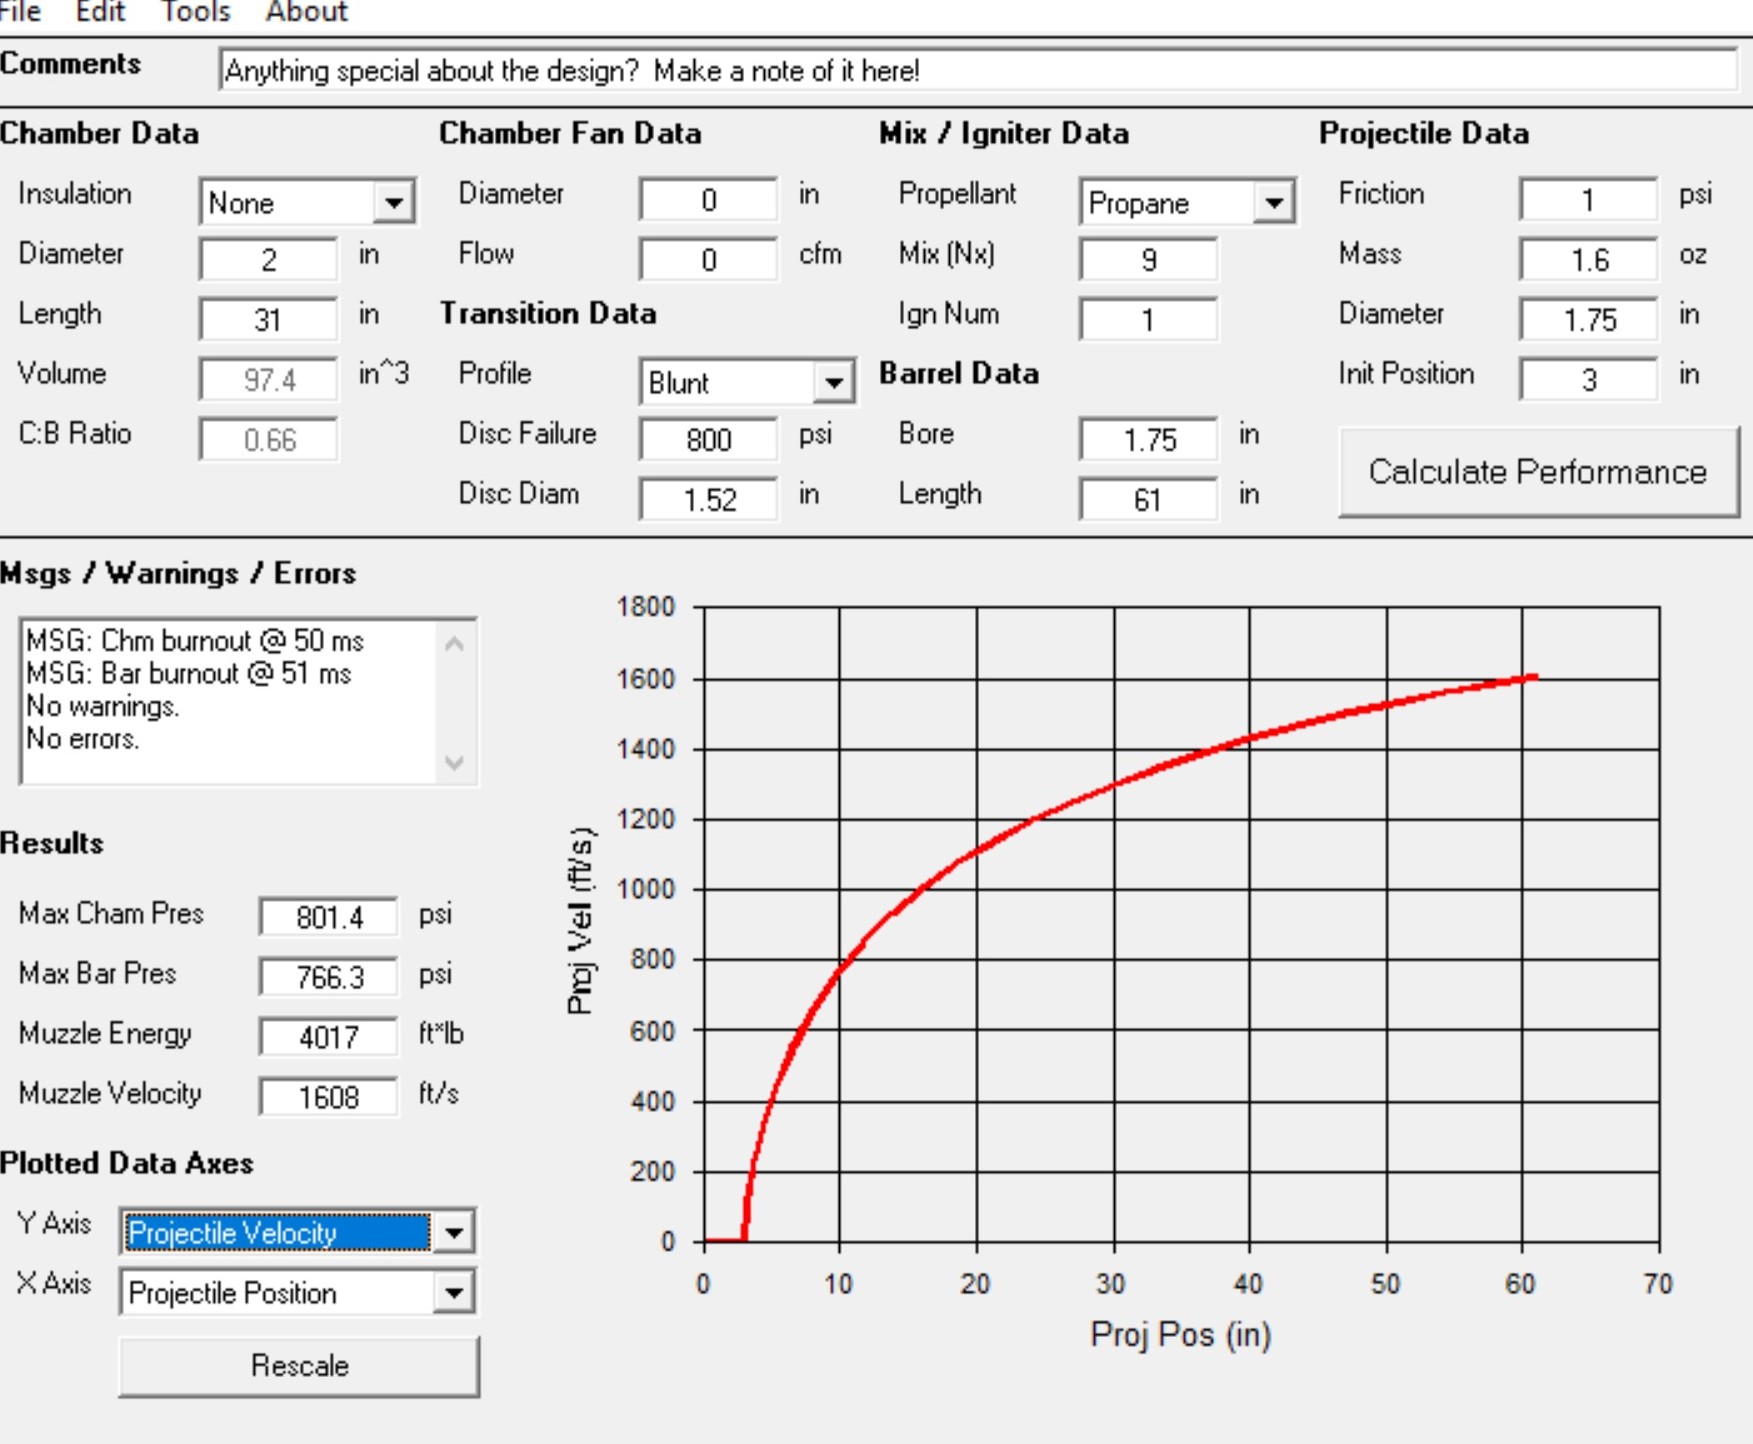 File Edit Tools About
Comments Anything special about the design? Make a note of it here!
Chamber Data Chamber Fan Data Mix / Igniter Data Projectile Data
Insulation None Diameter 0 in Propellant Propane Friction 1 psi
Diameter 2 in Flow 0 cfm Mix (Nx) 9 Mass 1.6 oz
Length 31 in Transition Data Ign Num 1 Diameter 1.75 in
Volume 97.4 in^3 Profile Blunt Barrel Data Init Position 3 in
C:B Ratio 0.66 Disc Failure 800 psi Bore 1.75 in
Calculate Performance
Disc Diam 1.52 in Length 61 in
Msgs / Warnings / Errors
MSG: Chm burnout @ 50 ms
MSG: Bar burnout @ 51 ms
No warnings.
No errors.
Results
Max Cham Pres 801.4 psi
Max Bar Pres 766.3 psi
Muzzle Energy 4017 ft*lb
Muzzle Velocity 1608 ft/s
Plotted Data Axes
Y Axis Projectile Velocity
X Axis Projectile Position
Rescale
Proj Vel (ft/s)
1800
1600
1400
1200
1000
800
600
400
200
0
0 10 20 30 40 50 60 70
Proj Pos (in)